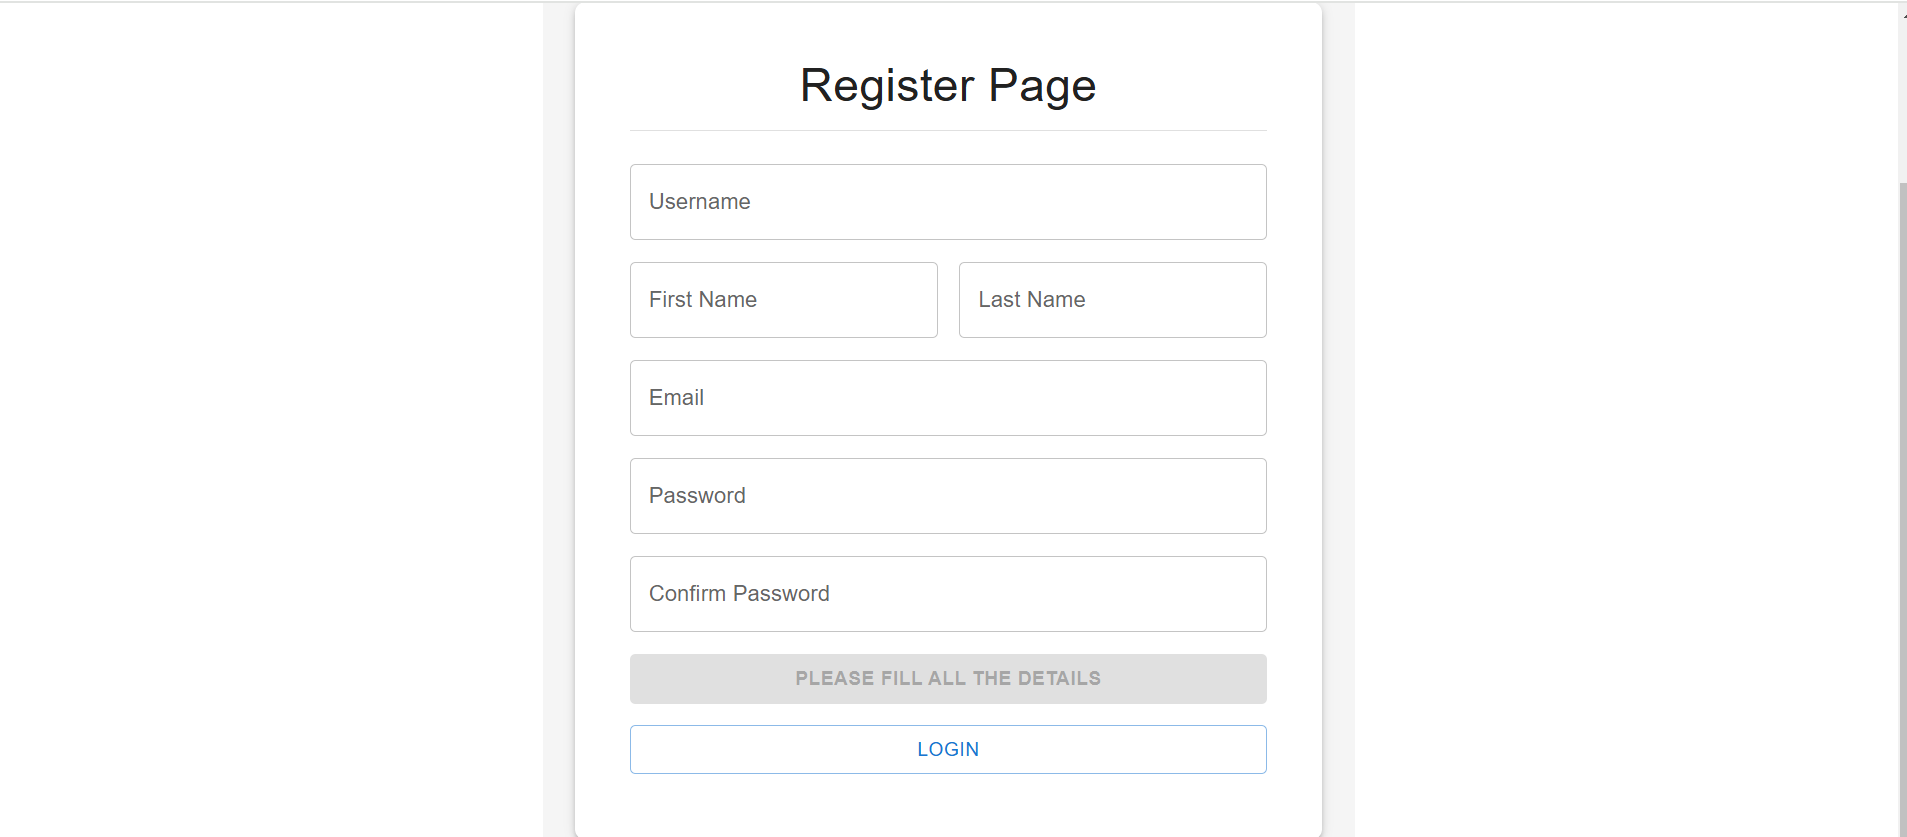 Register Page
Username
First Name Last Name
Email
Password
Confirm Password
PLEASE FILL ALL THE DETAILS
LOGIN